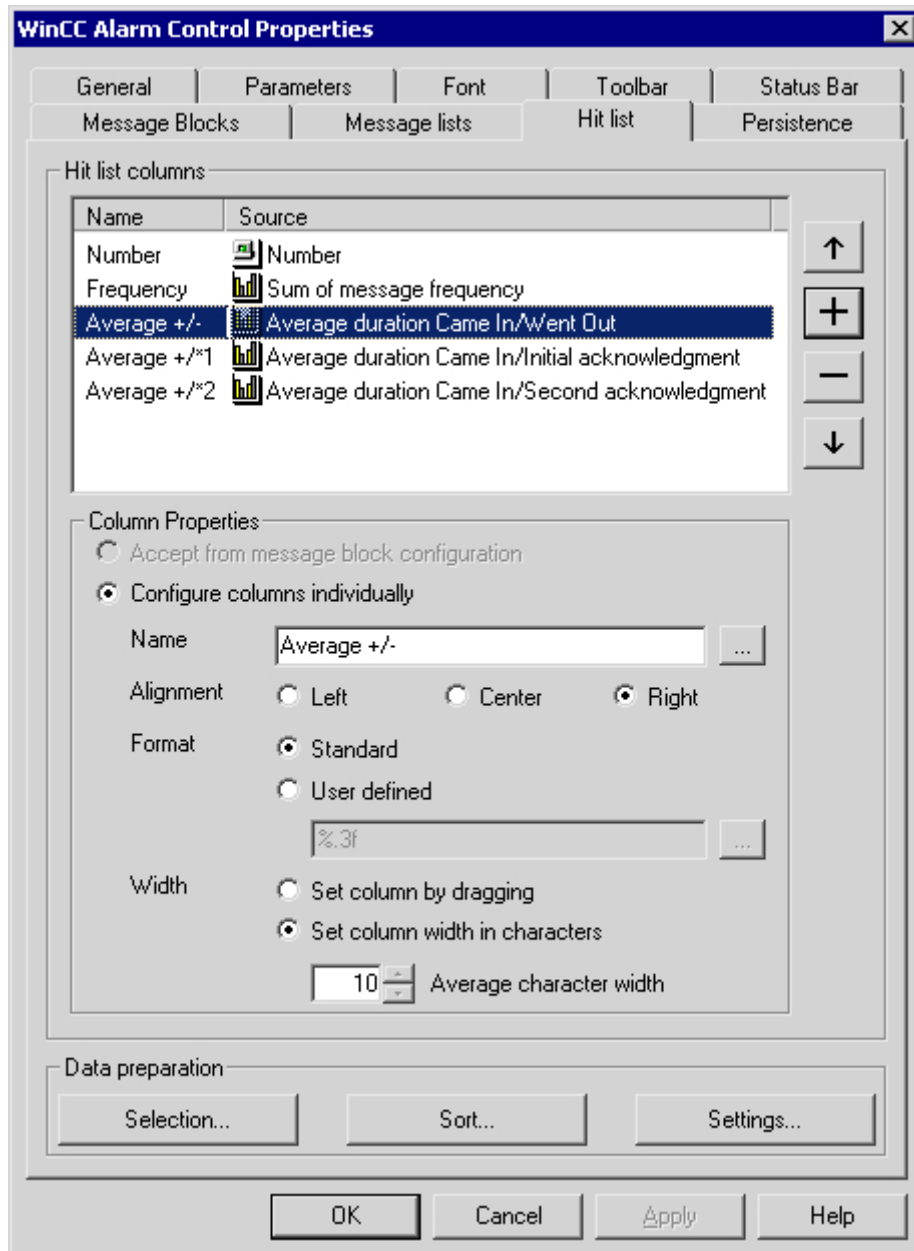 WinCC Alarm Control Properties
General Parameters Font Toolbar Status Bar
Message Blocks Message lists Hit list Persistence
Hit list columns
Name Source
Number Number
Frequency Sum of message frequency
Average +/- Average duration Came In/Went Out
Average +/*1 Average duration Came In/Initial acknowledgment
Average +/*2 Average duration Came In/Second acknowledgment
Column Properties
Accept from message block configuration
Configure columns individually
Name Average +/- ...
Alignment Left Center Right
Format Standard
User defined
%.3f ...
Width Set column by dragging
Set column width in characters
10 Average character width
Data preparation
Selection... Sort... Settings...
OK Cancel Apply Help